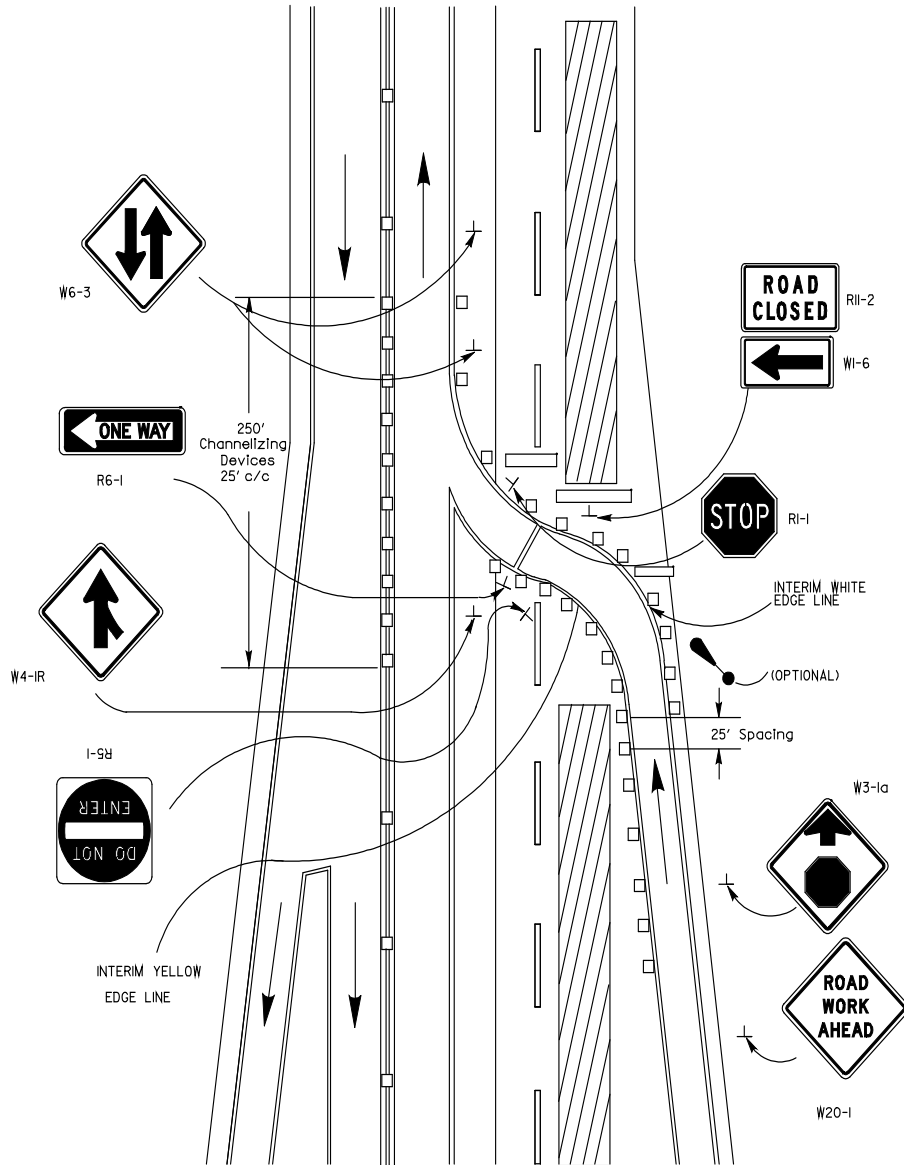 W6-3
ROAD
CLOSED
R11-2
W1-6
ONE WAY
R6-1
250'
Channelizing
Devices
25' c/c
STOP
R1-1
INTERIM WHITE
EDGE LINE
W4-1R
(OPTIONAL)
25' Spacing
R5-1
DO NOT
ENTER
W3-1a
INTERIM YELLOW
EDGE LINE
ROAD
WORK
AHEAD
W20-1